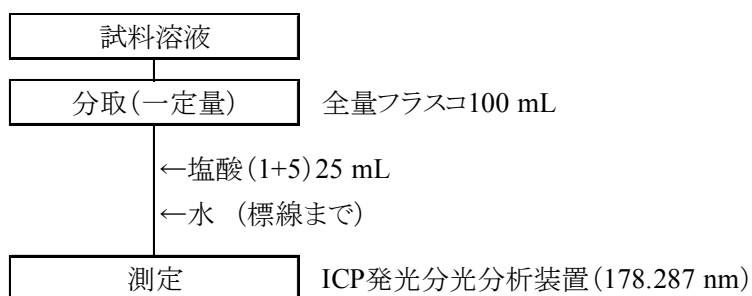 試料溶液
分取(一定量) 全量フラスコ100 mL
←塩酸(1+5)25 mL
←水 (標線まで)
測定 ICP発光分光分析装置(178.287 nm)